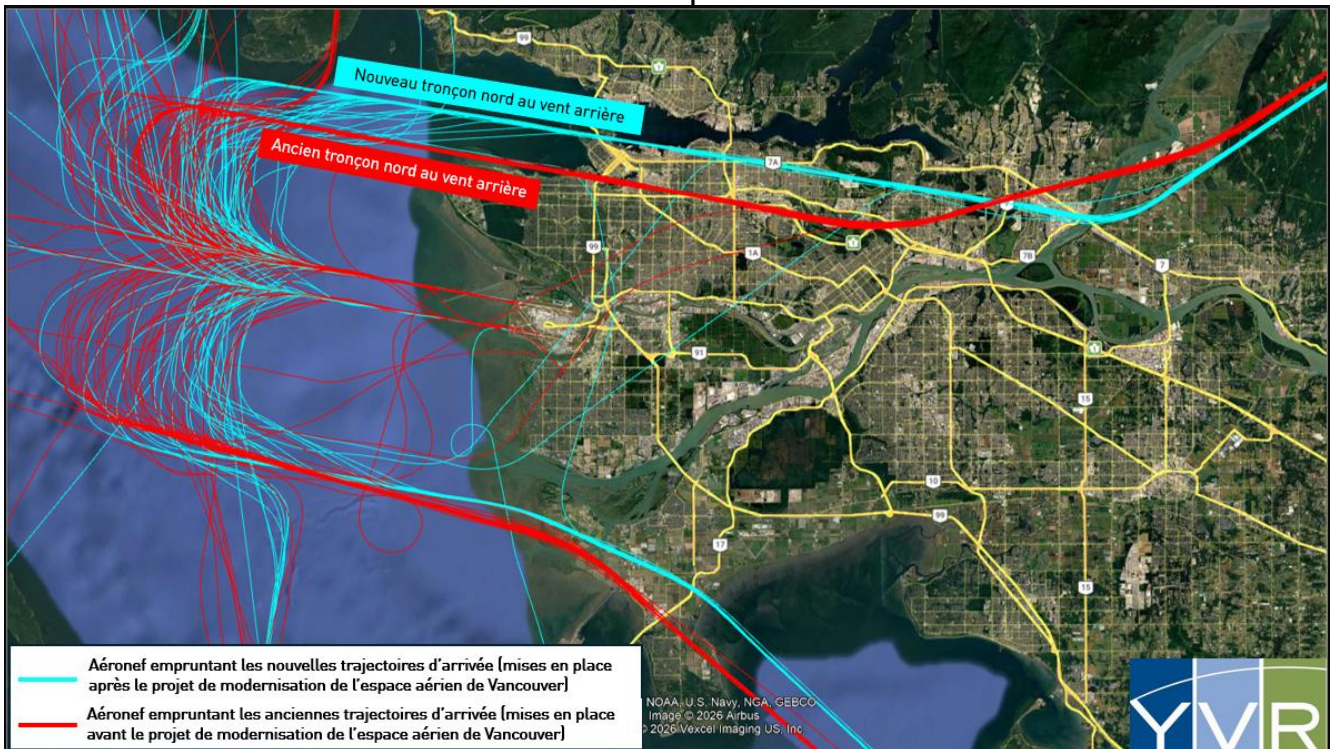 99
1
Nouveau tronçon nord au vent arrière
Ancien tronçon nord au vent arrière
7A
1
99
1A
7B
7
91
1
15
10
99
17
15
Aéronef empruntant les nouvelles trajectoires d'arrivée (mises en place
après le projet de modernisation de l'espace aérien de Vancouver)
Aéronef empruntant les anciennes trajectoires d'arrivée (mises en place
avant le projet de modernisation de l'espace aérien de Vancouver)
NOAA, U.S. Navy, NGA, GEBCO
Image © 2026 Airbus
© 2026 Vexcel Imaging US, Inc
YVR